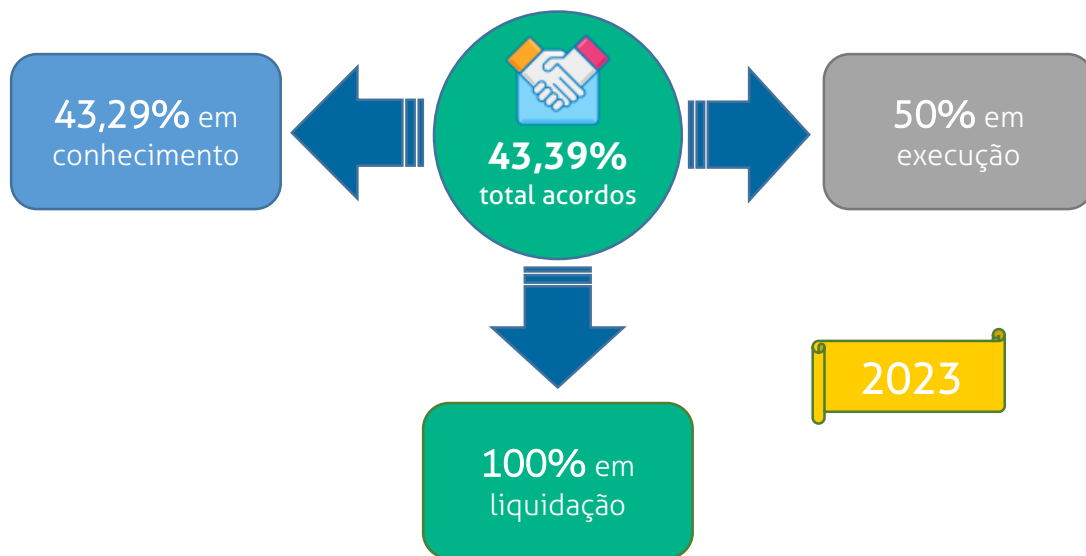 43,39%
total acordos
43,29% em
conhecimento
50% em
execução
2023
100% em
liquidação